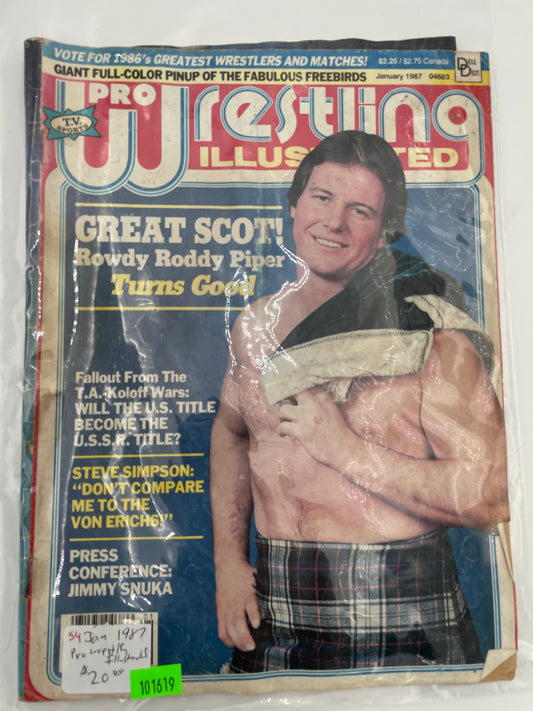 VOTE FOR 1986's GREATEST WRESTLERS AND MATCHES!
$2.25 / $2.75 Canada
DELL DIST.
GIANT FULL-COLOR PINUP OF THE FABULOUS FREEBIRDS
January 1987 04683
T.V. SPORTS
PRO
Wrestling
ILLUSTRATED
GREAT SCOT!
Rowdy Roddy Piper
Turns Good
Fallout From The
T.A.-Koloff Wars:
WILL THE U.S. TITLE
BECOME THE
U.S.S.R. TITLE?
STEVE SIMPSON:
"DON'T COMPARE
ME TO THE
VON ERICHS!"
PRESS
CONFERENCE:
JIMMY SNUKA
54 Jan 1987
Pro wrestling
Illustrated
$20.00
101619